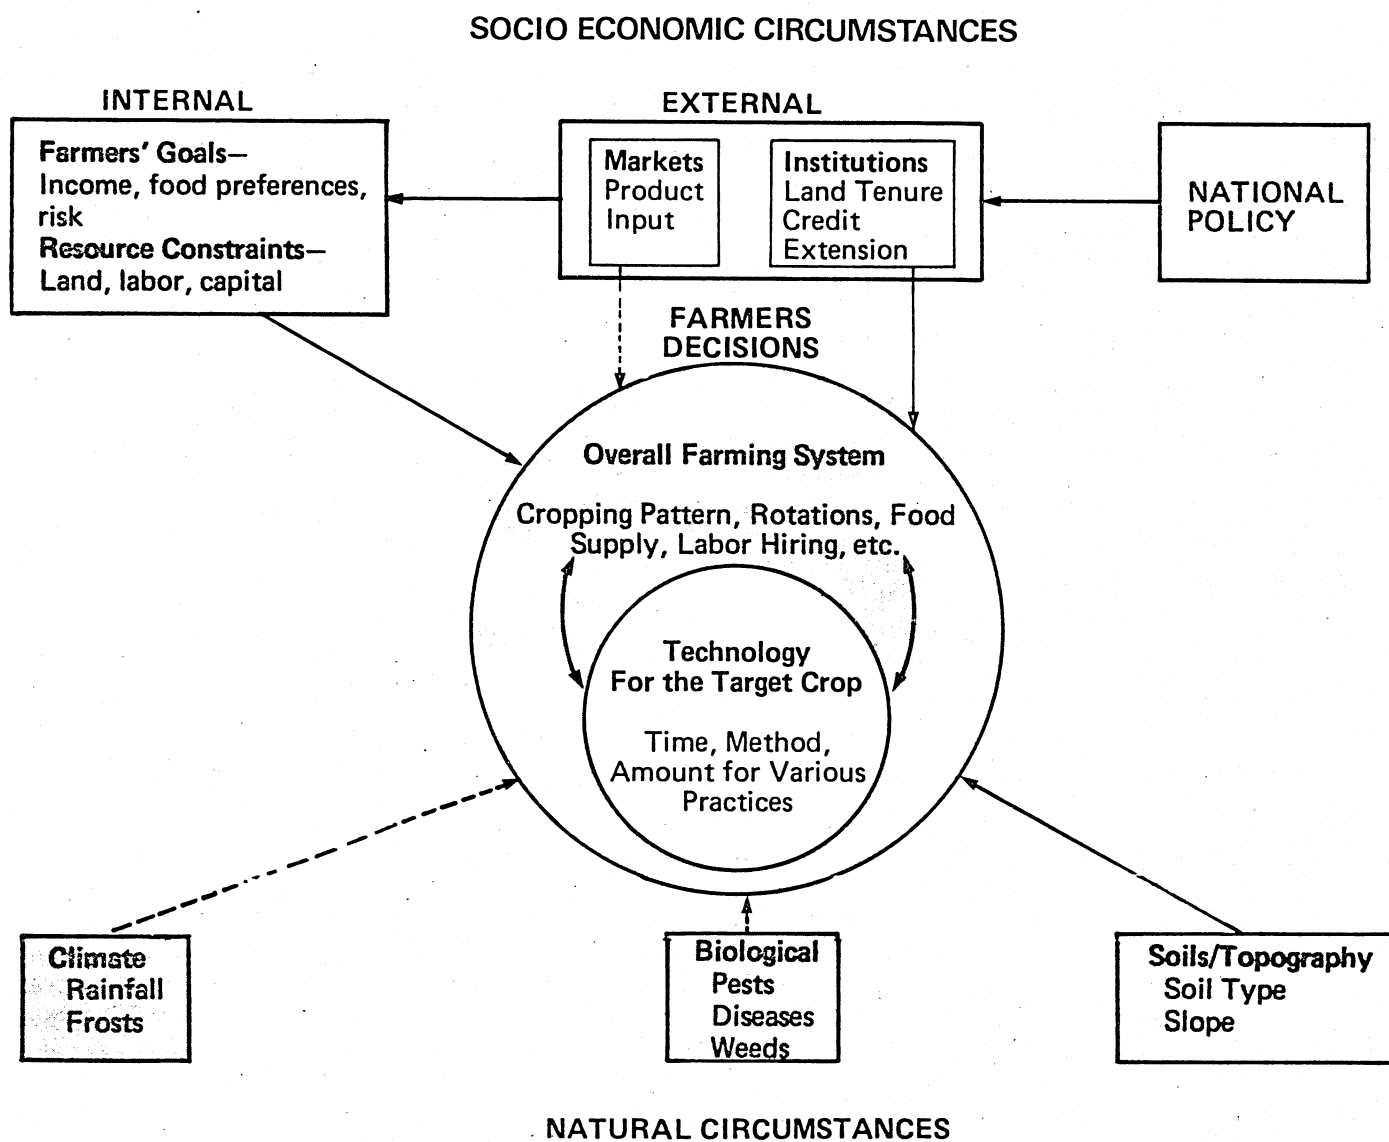 SOCIO ECONOMIC CIRCUMSTANCES
INTERNAL
Farmers' Goals—
Income, food preferences,
risk
Resource Constraints—
Land, labor, capital
EXTERNAL
Markets
Product
Input
Institutions
Land Tenure
Credit
Extension
NATIONAL
POLICY
FARMERS
DECISIONS
Overall Farming System
Cropping Pattern, Rotations, Food
Supply, Labor Hiring, etc.
Technology
For the Target Crop
Time, Method,
Amount for Various
Practices
Climate
Rainfall
Frosts
Biological
Pests
Diseases
Weeds
Soils/Topography
Soil Type
Slope
NATURAL CIRCUMSTANCES